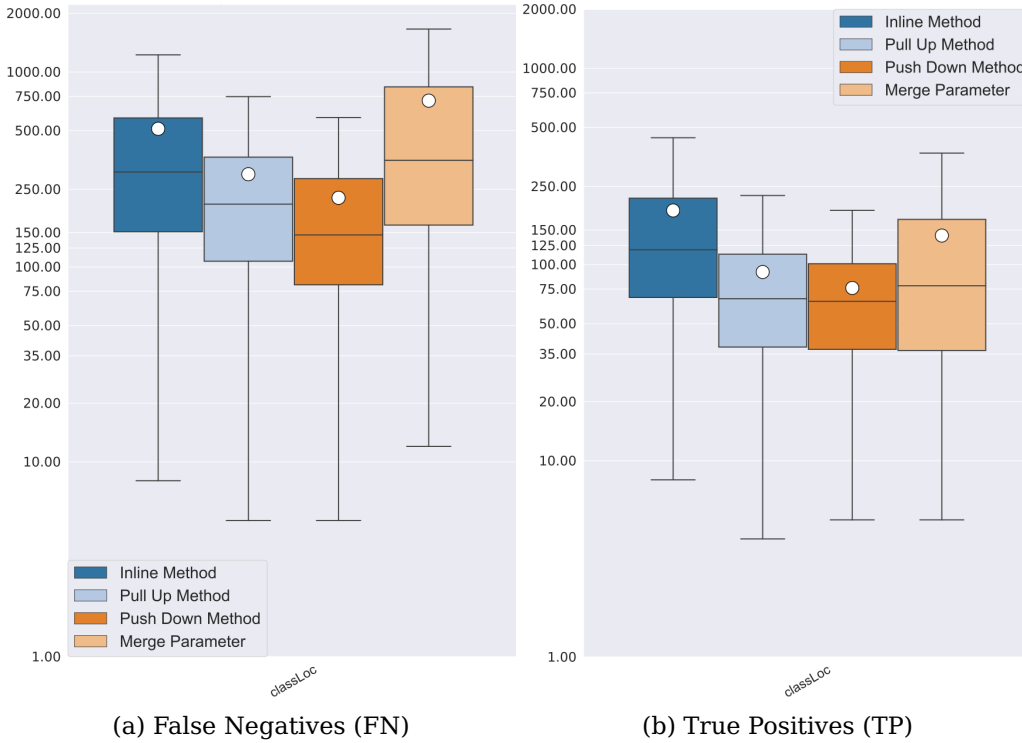 2000.00
1000.00
750.00
500.00
250.00
150.00
125.00
100.00
75.00
50.00
35.00
20.00
10.00
1.00
Inline Method
Pull Up Method
Push Down Method
Merge Parameter
classLoc
(a) False Negatives (FN)
2000.00
1000.00
750.00
500.00
250.00
150.00
125.00
100.00
75.00
50.00
35.00
20.00
10.00
1.00
Inline Method
Pull Up Method
Push Down Method
Merge Parameter
classLoc
(b) True Positives (TP)